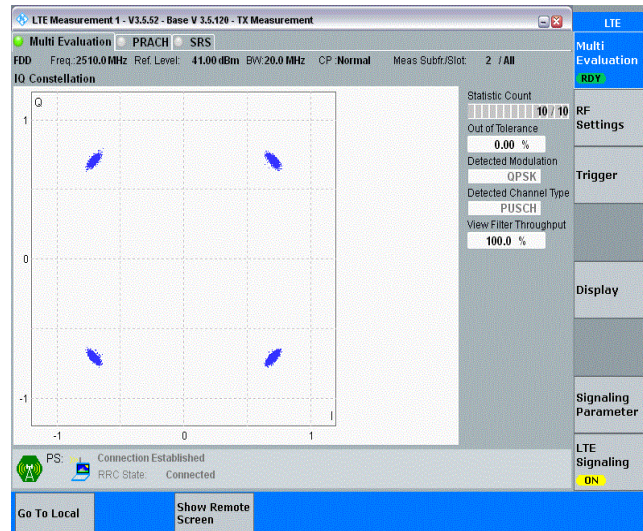 LTE Measurement 1 - V3.5.52 - Base V 3.5.120 - TX Measurement
LTE
Multi Evaluation PRACH SRS
Multi
Evaluation
RDY
FDD Freq.:2510.0 MHz Ref. Level: 41.00 dBm BW:20.0 MHz CP :Normal Meas Subfr./Slot: 2 / All
IQ Constellation
Q
1
0
-1
-1 0 1
I
Statistic Count
10 / 10
Out of Tolerance
0.00 %
Detected Modulation
QPSK
Detected Channel Type
PUSCH
View Filter Throughput
100.0 %
RF
Settings
Trigger
Display
Signaling
Parameter
LTE
Signaling
ON
PS: Connection Established
RRC State: Connected
Go To Local
Show Remote
Screen